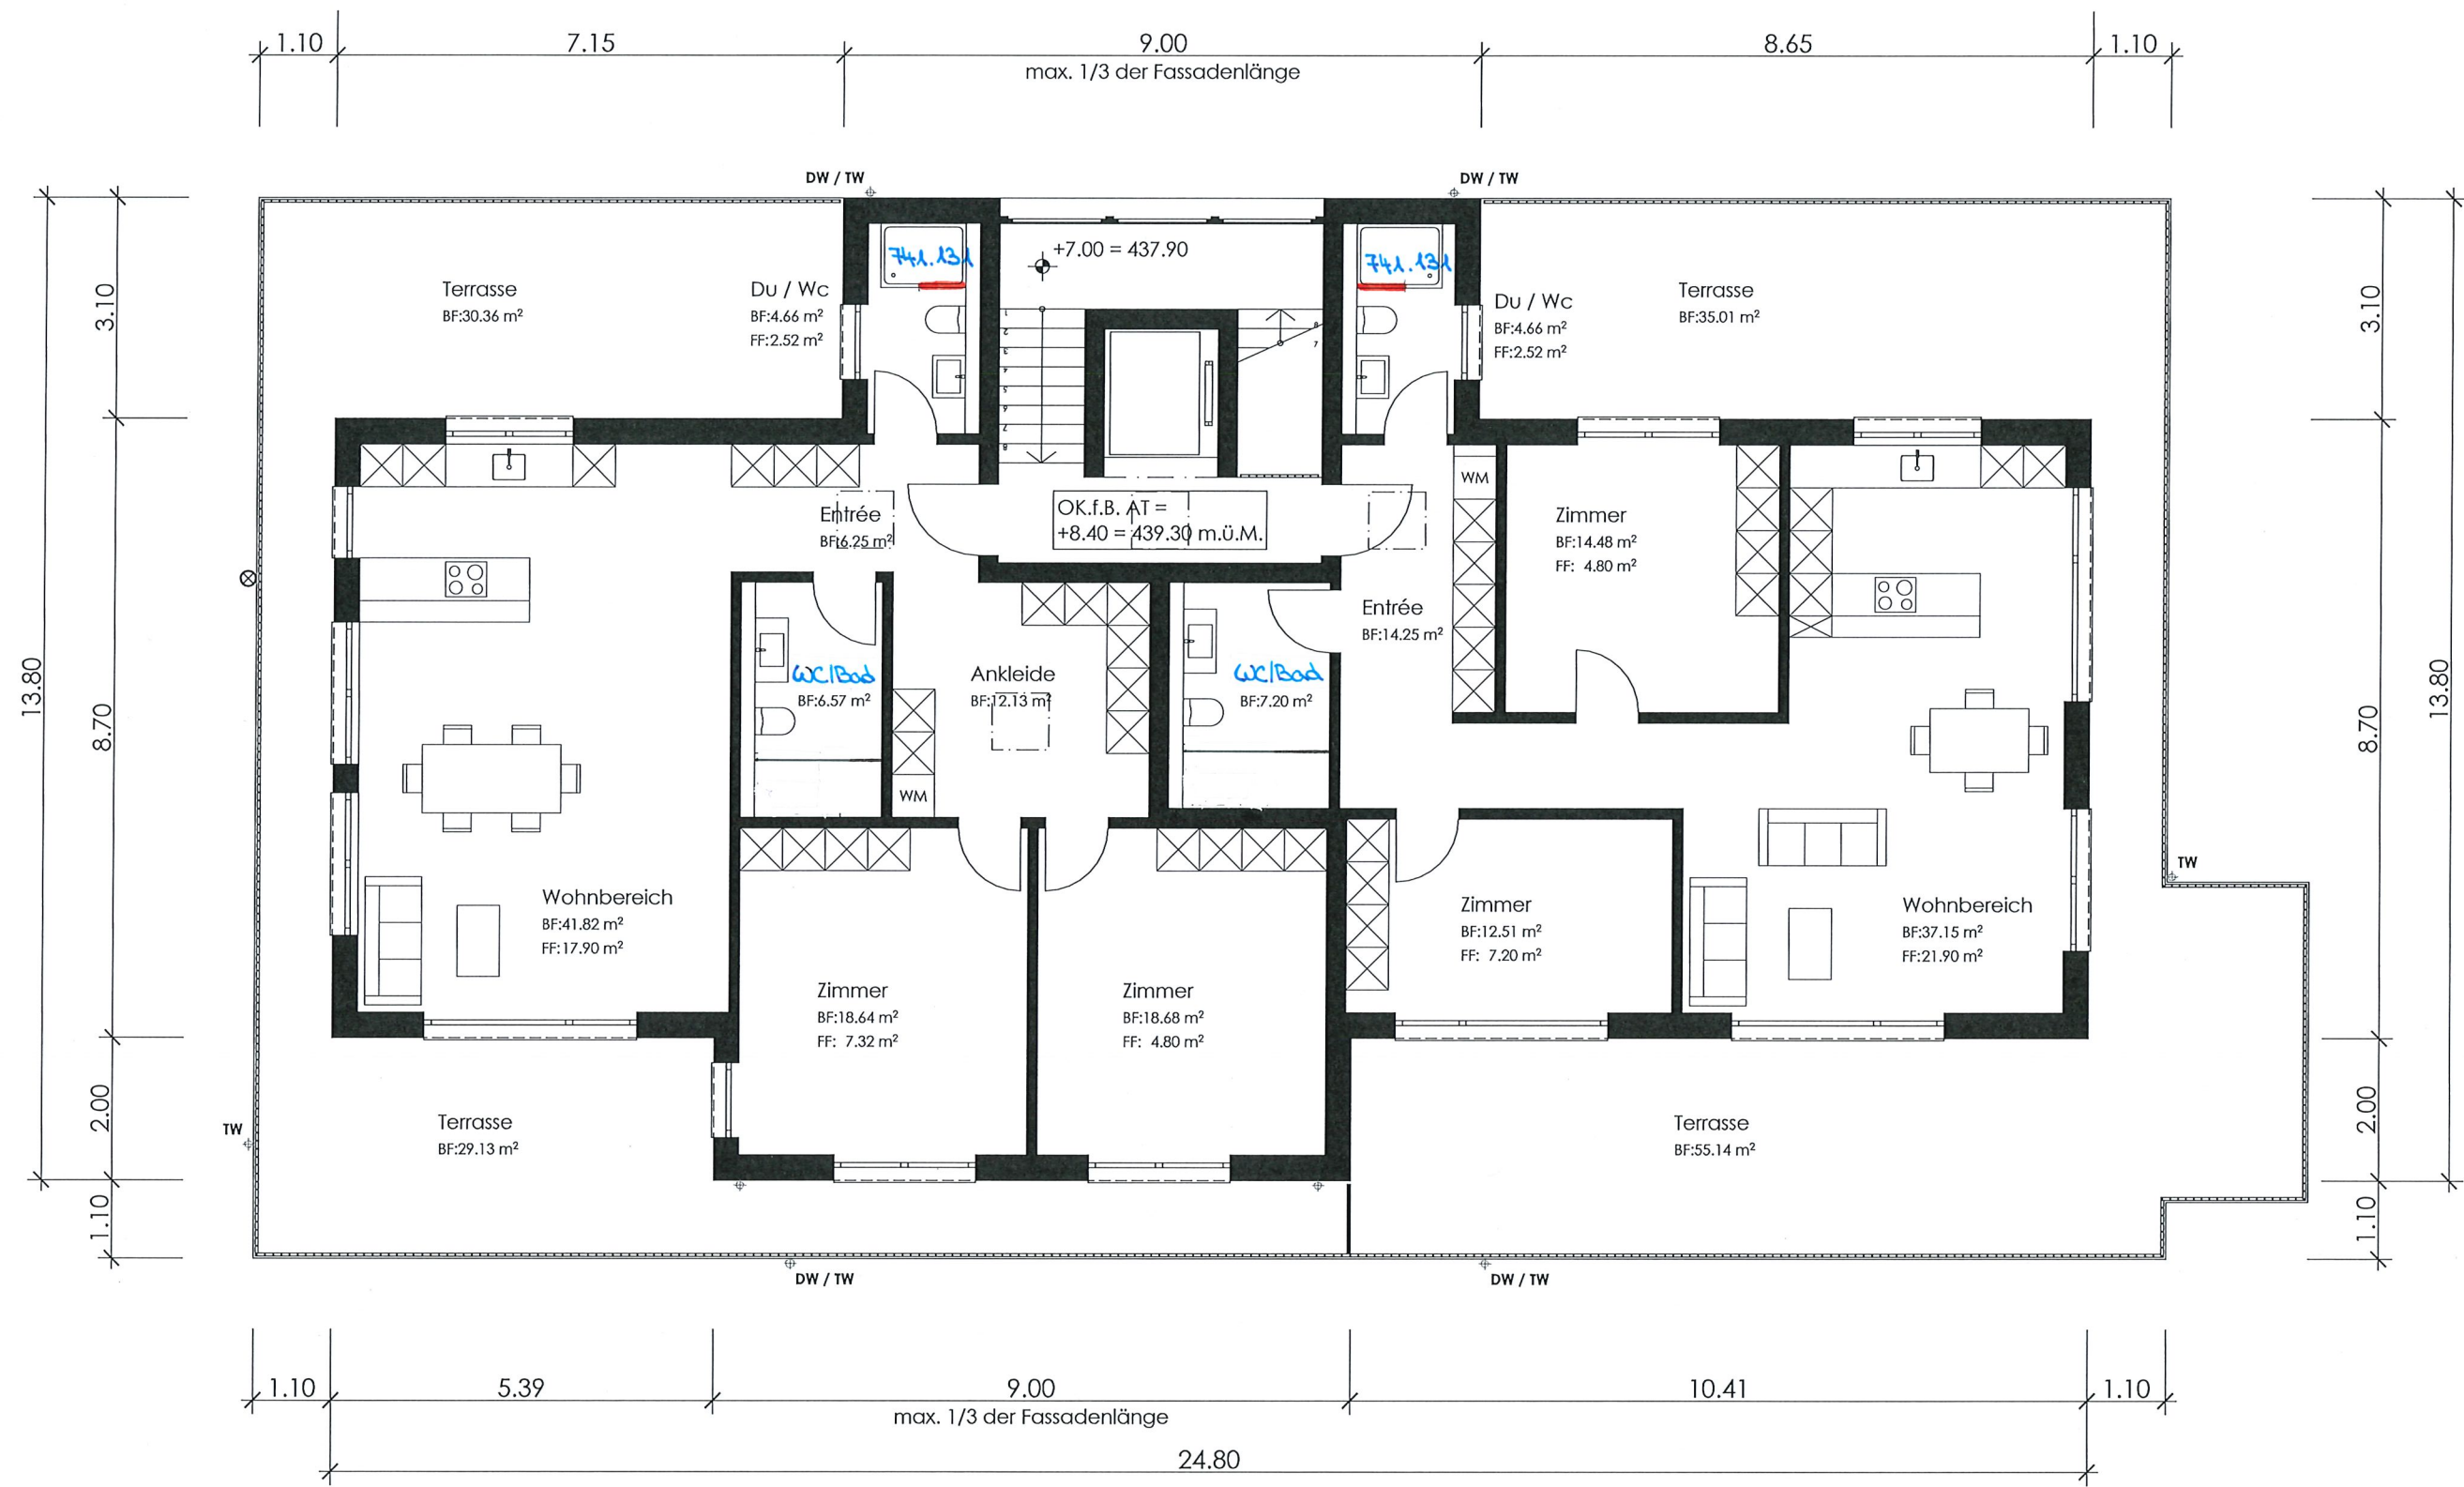 1.10
7.15
9.00
8.65
1.10
max. 1/3 der Fassadenlänge
DW / TW
DW / TW
741.131
741.131
+7.00 = 437.90
Terrasse
BF:30.36 m²
Du / Wc
BF:4.66 m²
FF:2.52 m²
Du / Wc
BF:4.66 m²
FF:2.52 m²
Terrasse
BF:35.01 m²
3.10
3.10
1
2
3
4
5
6
7
8
8
7
WM
Entrée
BF:6.25 m²
OK.f.B. AT =
+8.40 = 439.30 m.ü.M.
Zimmer
BF:14.48 m²
FF: 4.80 m²
Entrée
BF:14.25 m²
13.80
8.70
WC/Bad
BF:6.57 m²
Ankleide
BF:12.13 m²
WC/Bad
BF:7.20 m²
8.70
13.80
WM
TW
Wohnbereich
BF:41.82 m²
FF:17.90 m²
Zimmer
BF:18.64 m²
FF: 7.32 m²
Zimmer
BF:18.68 m²
FF: 4.80 m²
Zimmer
BF:12.51 m²
FF: 7.20 m²
Wohnbereich
BF:37.15 m²
FF:21.90 m²
2.00
TW
Terrasse
BF:29.13 m²
Terrasse
BF:55.14 m²
2.00
1.10
1.10
DW / TW
DW / TW
1.10
5.39
9.00
10.41
1.10
max. 1/3 der Fassadenlänge
24.80